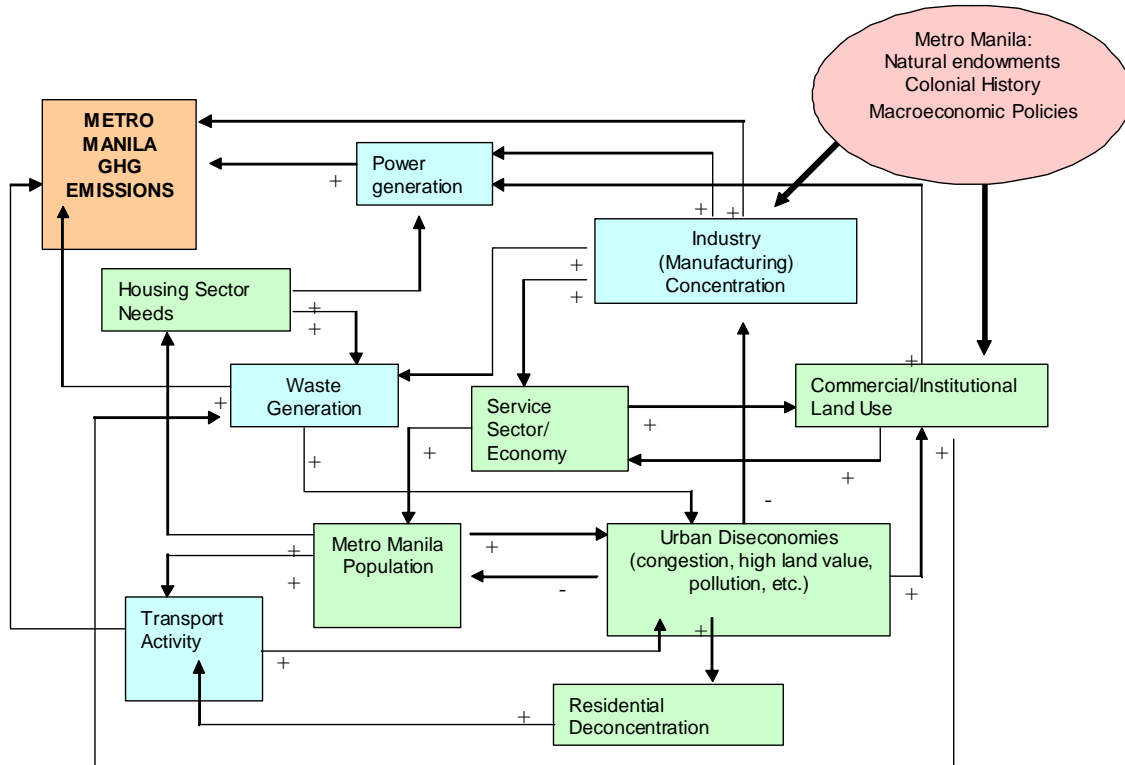 Metro Manila:
Natural endowments
Colonial History
Macroeconomic Policies
METRO
MANILA
GHG
EMISSIONS
Power
generation
+
+
+
Industry
(Manufacturing)
Concentration
+
+
Housing Sector
Needs
+
+
Waste
Generation
+
+
Service
Sector/
Economy
+
+
Commercial/Institutional
Land Use
+
+
+
Metro Manila
Population
+
+
+
-
-
Urban Diseconomies
(congestion, high land value,
pollution, etc.)
+
+
Transport
Activity
+
Residential
Deconcentration
+